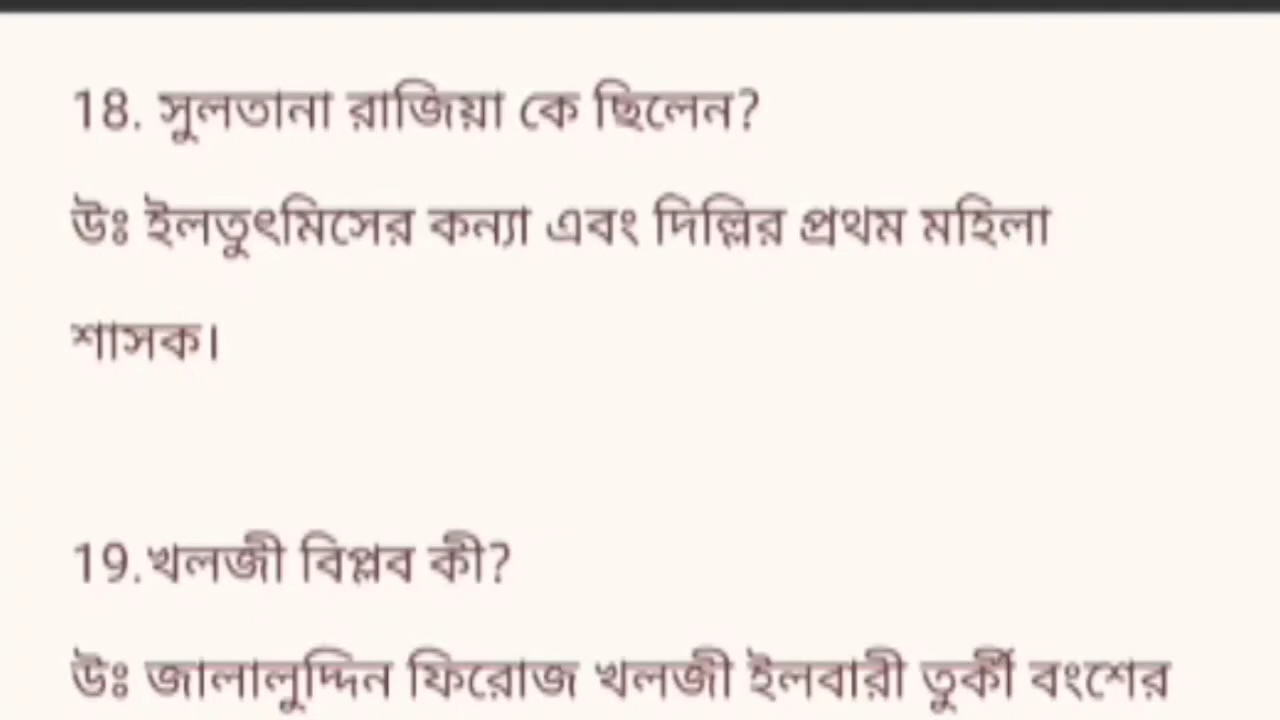 18. সুলতানা রাজিয়া কে ছিলেন?
উঃ ইলতুৎমিসের কন্যা এবং দিল্লির প্রথম মহিলা
শাসক।
19.খলজী বিপ্লব কী?
উঃ জালালুদ্দিন ফিরোজ খলজী ইলবারী তুর্কী বংশের